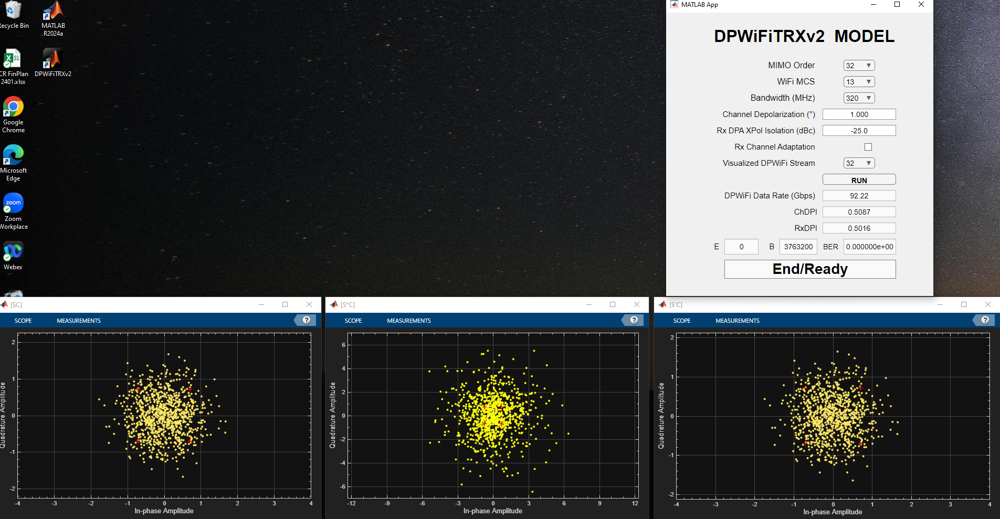 Recycle Bin
MATLAB
R2024a
CR FinPlan
2401.xlsx
DPWiFiTRXv2
Google
Chrome
Microsoft
Edge
zoom
Zoom
Workplace
Webex
MATLAB App
DPWiFiTRXv2 MODEL
MIMO Order 32
WiFi MCS 13
Bandwidth (MHz) 320
Channel Depolarization (°) 1.000
Rx DPA XPol Isolation (dBc) -25.0
Rx Channel Adaptation
Visualized DPWiFi Stream 32
RUN
DPWiFi Data Rate (Gbps) 92.22
ChDPI 0.5087
RxDPI 0.5016
E 0 B 3763200 BER 0.000000e+00
End/Ready
[SC]
SCOPE MEASUREMENTS ?
2
1
0
-1
-2
Quadrature Amplitude
-4 -3 -2 -1 0 1 2 3 4
In-phase Amplitude
[S*C]
SCOPE MEASUREMENTS ?
6
4
2
0
-2
-4
-6
Quadrature Amplitude
-12 -9 -6 -3 0 3 6 9 12
In-phase Amplitude
[S'C]
SCOPE MEASUREMENTS ?
2
1
0
-1
-2
Quadrature Amplitude
-4 -3 -2 -1 0 1 2 3 4
In-phase Amplitude